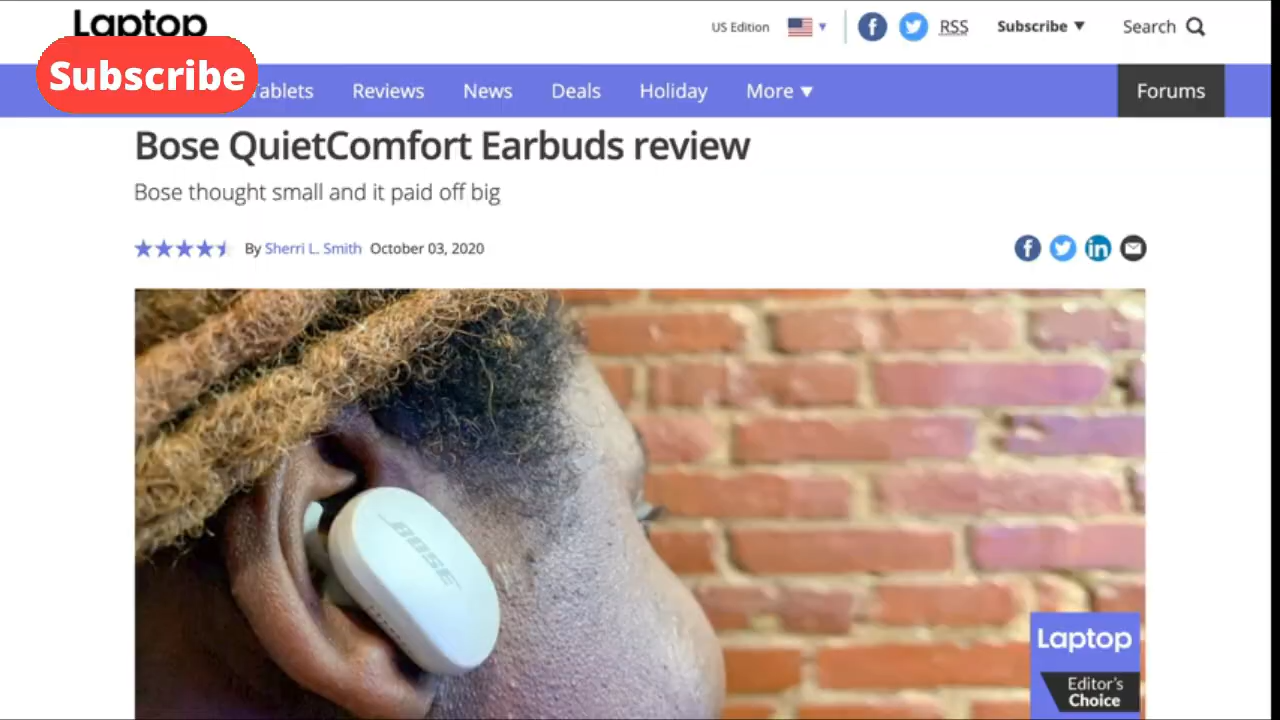 Laptop
US Edition
RSS
Subscribe
Search
Subscribe
Tablets
Reviews
News
Deals
Holiday
More
Forums
Bose QuietComfort Earbuds review
Bose thought small and it paid off big
By Sherri L. Smith October 03, 2020
BOSE
Laptop
Editor's
Choice